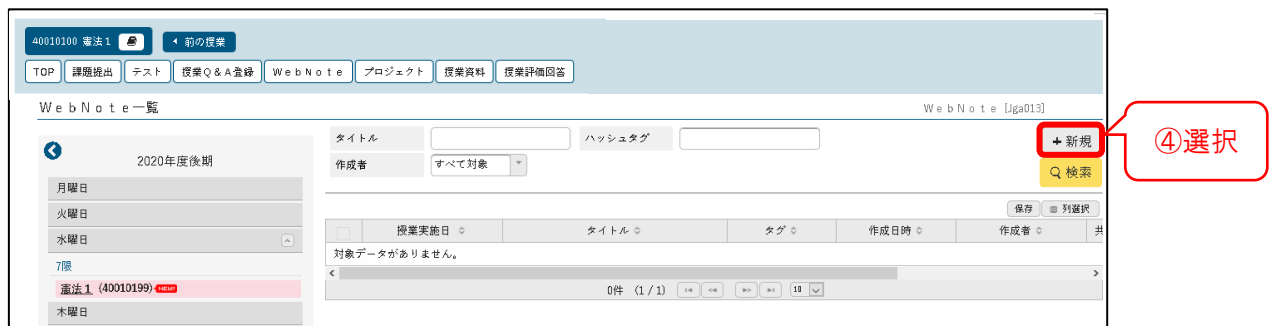 40010100 憲法１ ◀ 前の授業
TOP 課題提出 テスト 授業Ｑ＆Ａ登録 ＷｅｂＮｏｔｅ プロジェクト 授業資料 授業評価回答
ＷｅｂＮｏｔｅ一覧 ＷｅｂＮｏｔｅ [Jga013]
2020年度後期
月曜日
火曜日
水曜日
7限
憲法１ (40010199) NEW!!
木曜日
タイトル ハッシュタグ
作成者 すべて対象
+ 新規
検索
④選択
保存 列選択
授業実施日 タイトル タグ 作成日時 作成者 共
対象データがありません。
0件 (1 / 1) 10